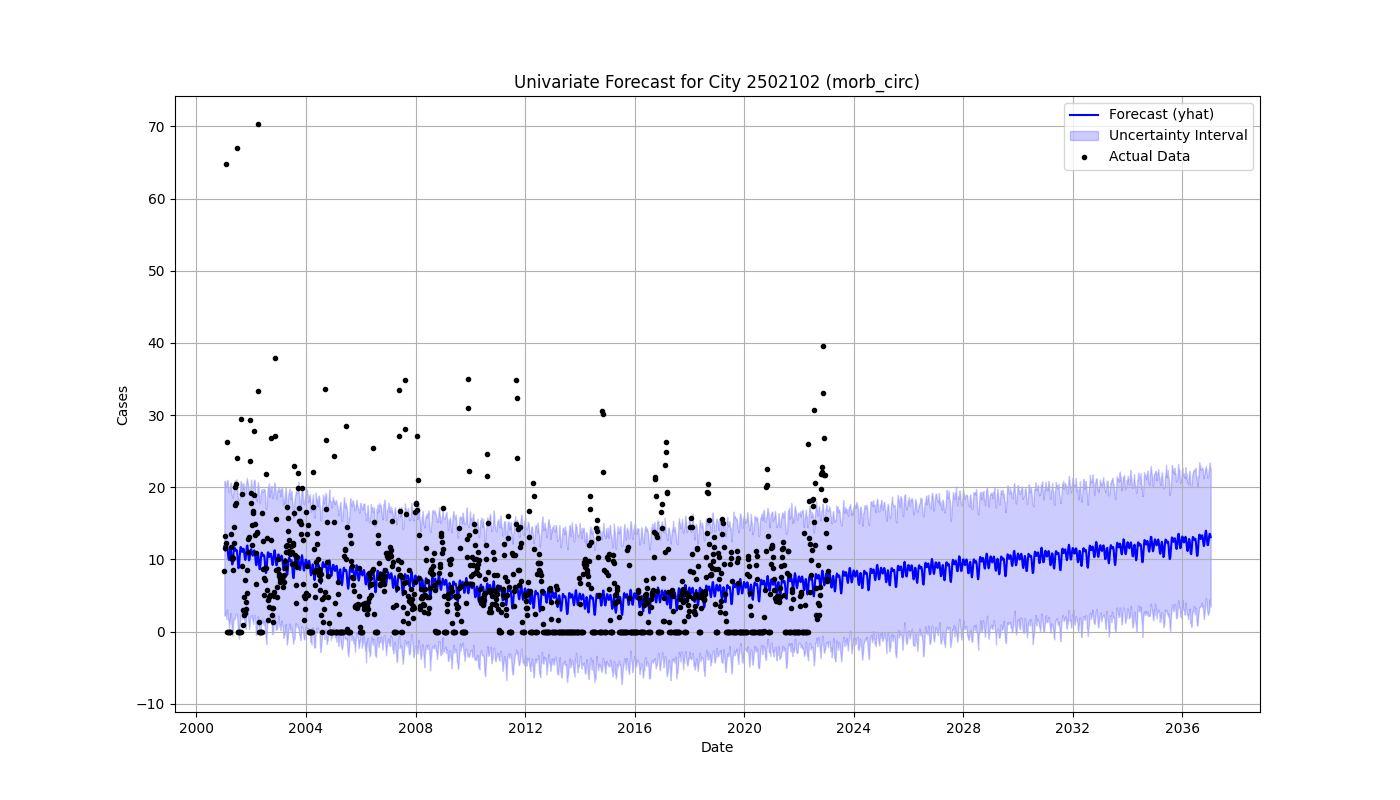 Univariate Forecast for City 2502102 (morb_circ)
Forecast (yhat)
Uncertainty Interval
Actual Data
Cases
70
60
50
40
30
20
10
0
−10
2000 2004 2008 2012 2016 2020 2024 2028 2032 2036
Date